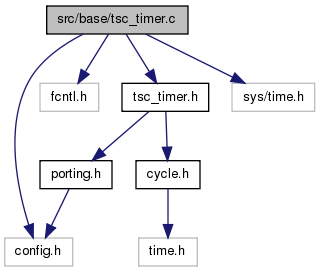 src/base/tsc_timer.c
fcntl.h
tsc_timer.h
sys/time.h
porting.h
cycle.h
config.h
time.h